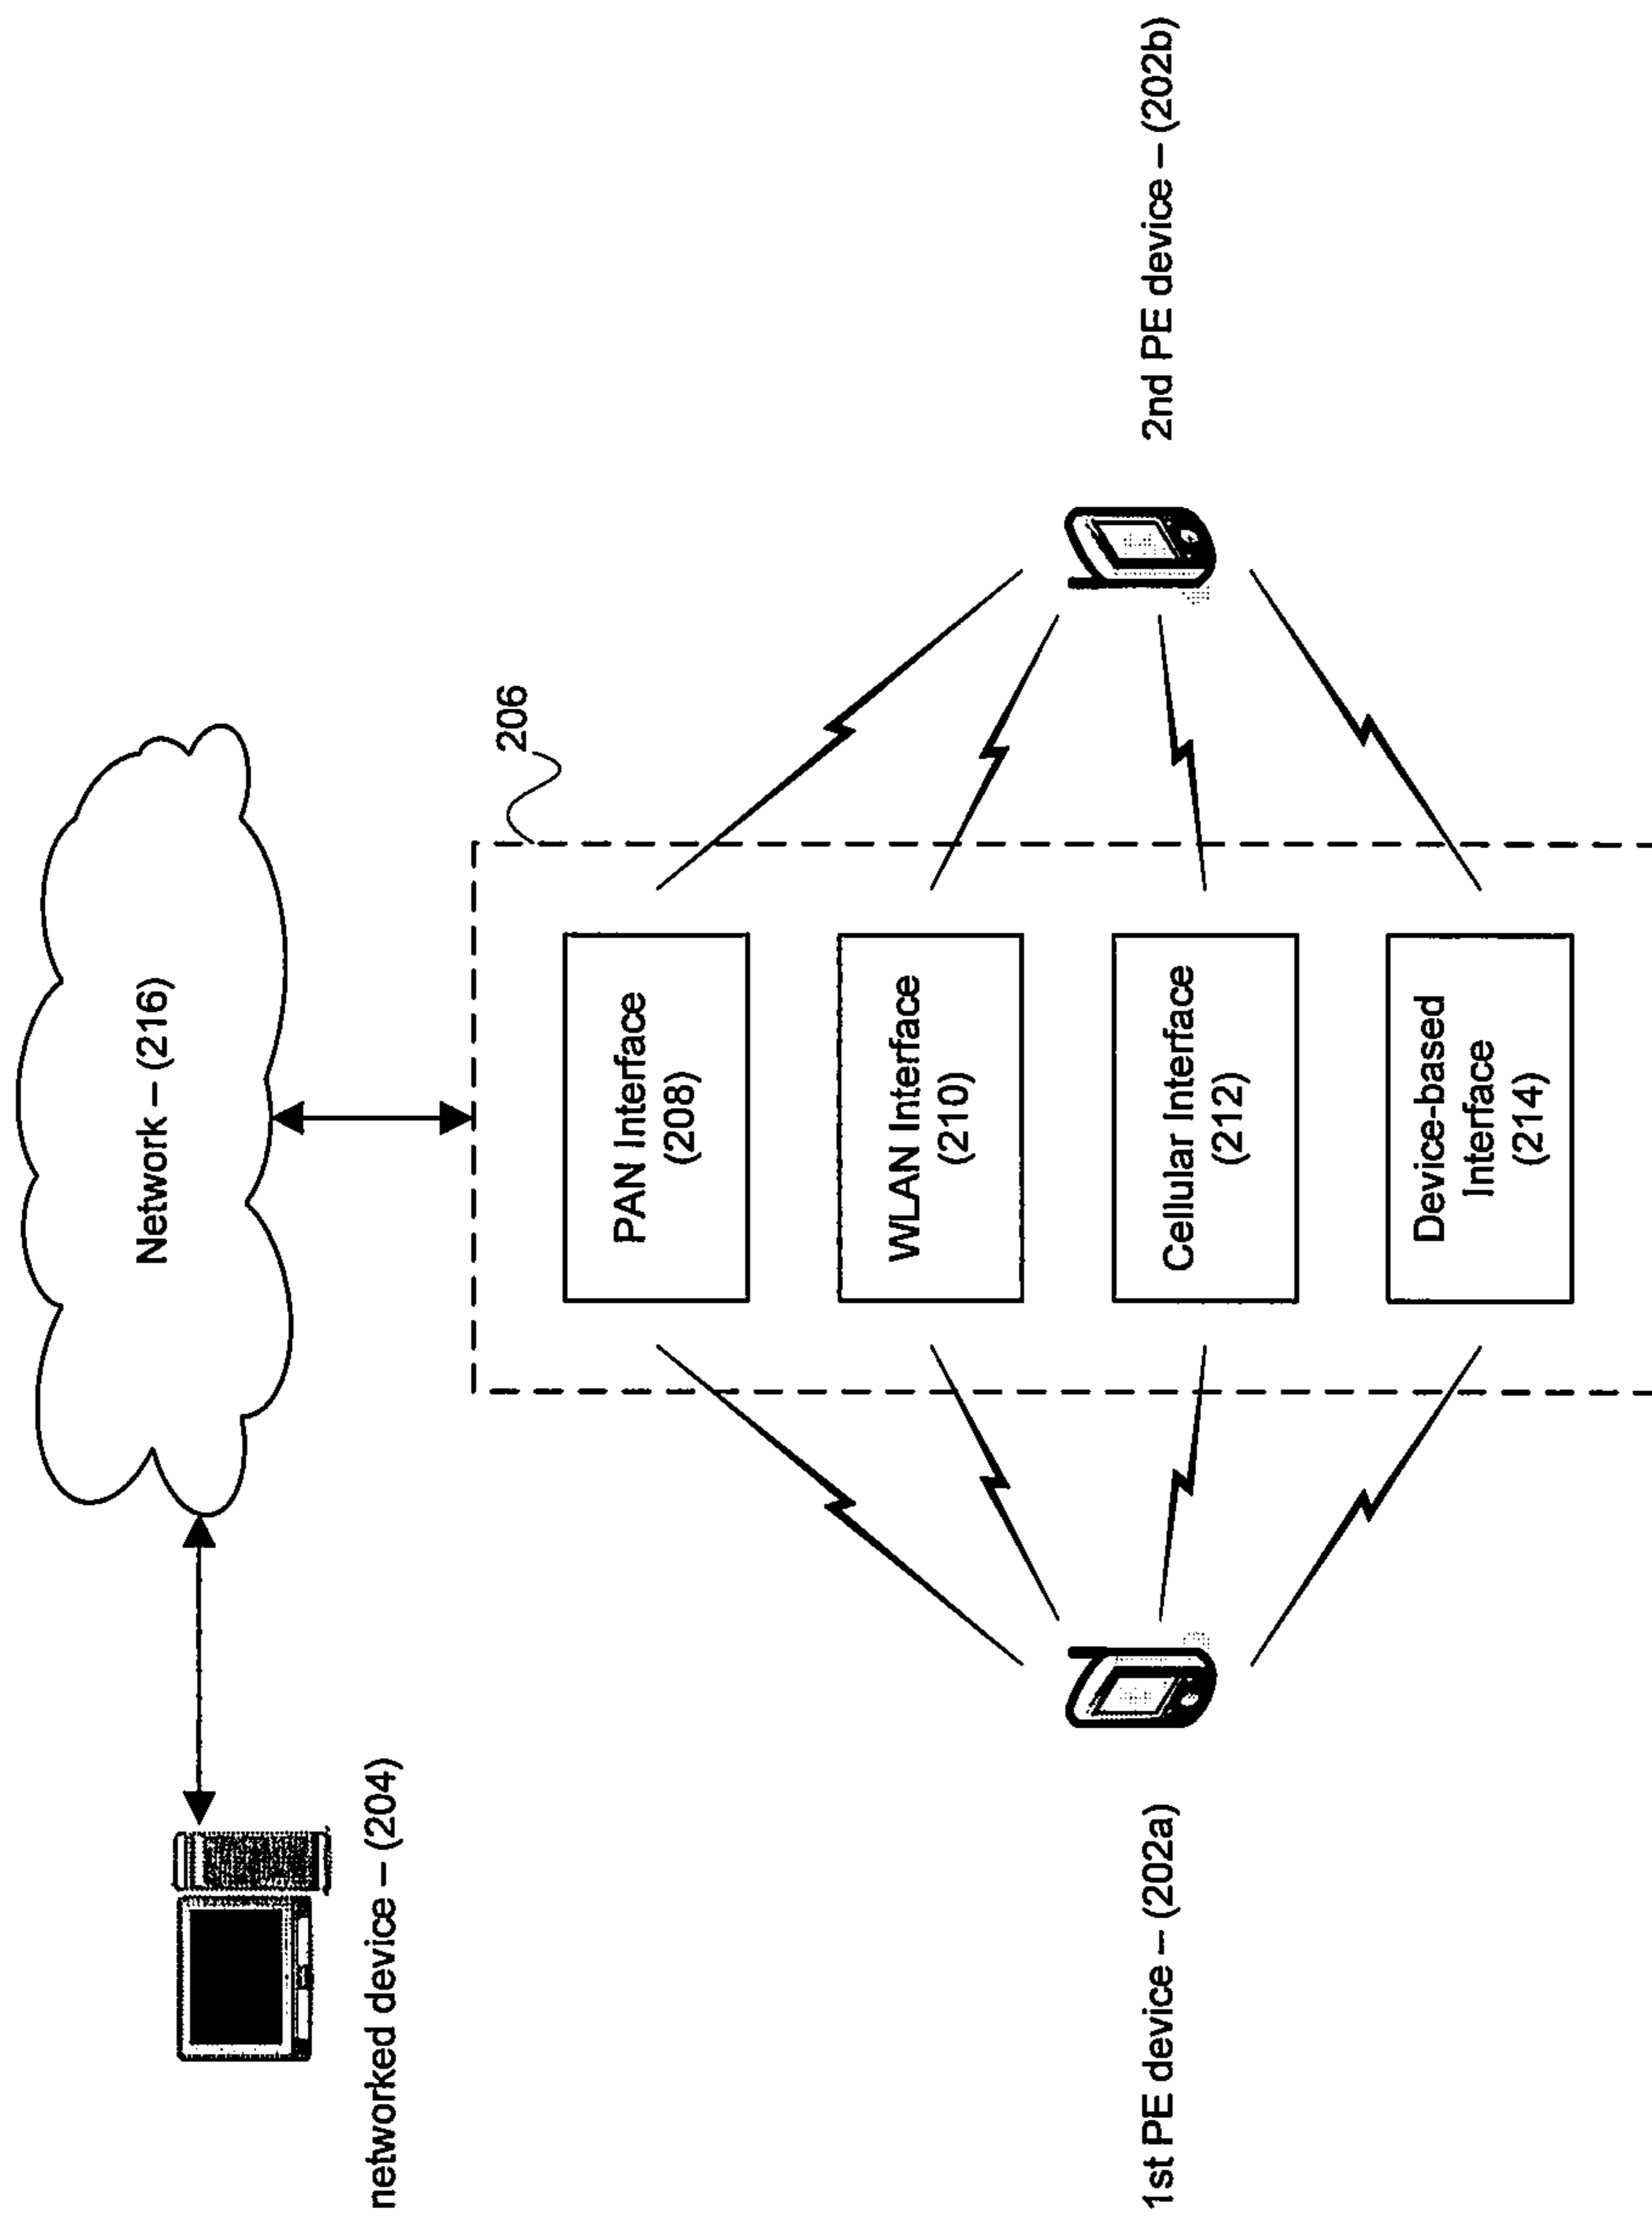 Network – (216)
networked device – (204)
206
PAN Interface
(208)
WLAN Interface
(210)
Cellular Interface
(212)
Device-based
Interface
(214)
1st PE device – (202a)
2nd PE device – (202b)